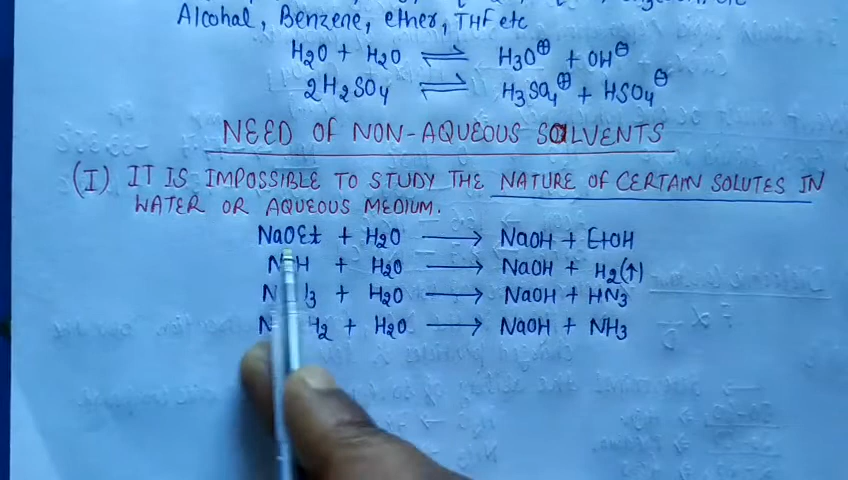 Alcohal, Benzene, ether, THF etc
H2O + H2O ⇌ H3O⊕ + OH⊖
2H2SO4 ⇌ H3SO4⊕ + HSO4⊖
NEED OF NON-AQUEOUS SOLVENTS
(I) IT IS IMPOSSIBLE TO STUDY THE NATURE OF CERTAIN SOLUTES IN
WATER OR AQUEOUS MEDIUM.
NaOEt + H2O → NaOH + EtOH
N H + H2O → NaOH + H2(↑)
N 3 + H2O → NaOH + HN3
N H2 + H2O → NaOH + NH3